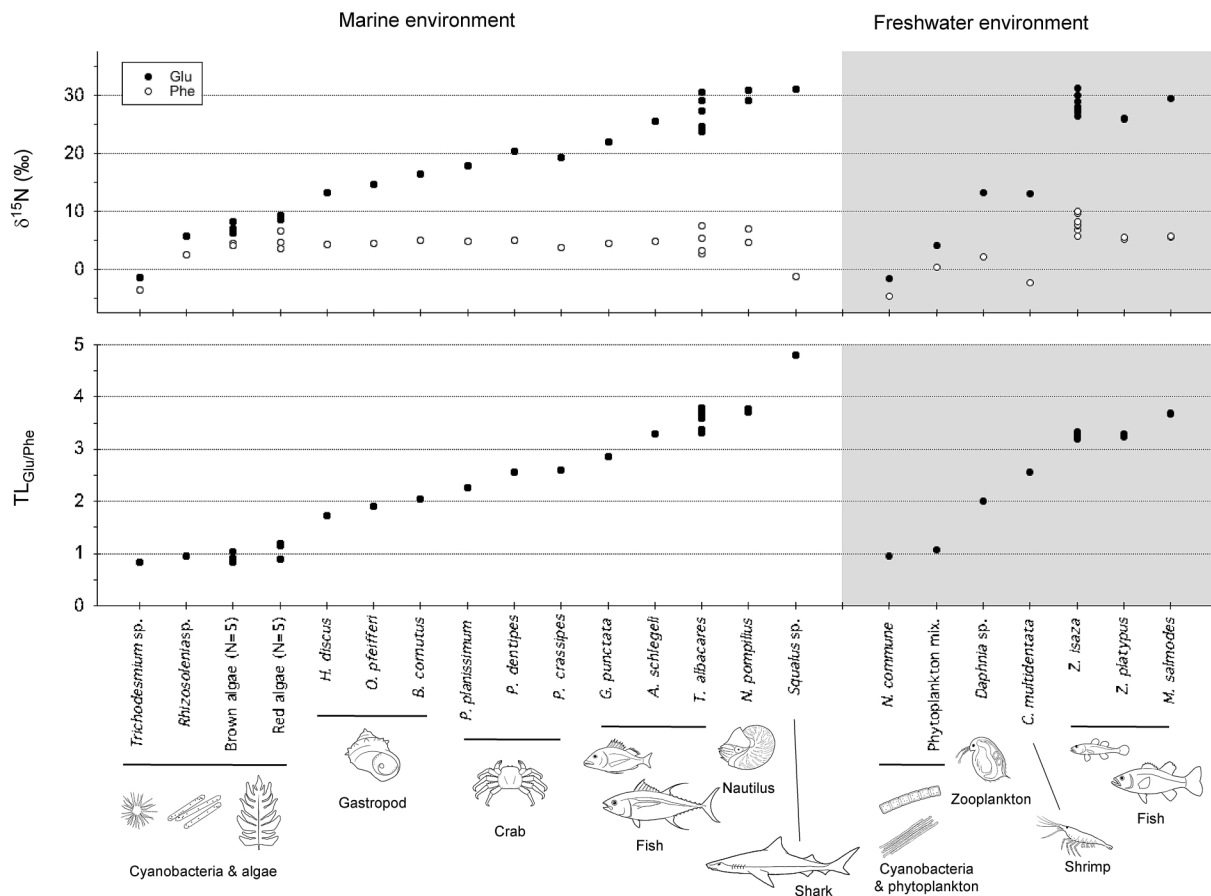 Marine environment
Freshwater environment
Glu
Phe
δ15N (‰)
30
20
10
0
TLGlu/Phe
5
4
3
2
1
0
Trichodesmium sp.
Rhizosolenia sp.
Brown algae (N=5)
Red algae (N=5)
H. discus
O. pfeifferi
B. cornutus
P. planissimum
P. dentipes
P. crassipes
G. punctata
A. schlegeli
T. albacares
N. pompilius
Squalus sp.
N. commune
Phytoplankton mix.
Daphnia sp.
C. multidentata
Z. isaza
Z. platypus
M. salmodes
Cyanobacteria & algae
Gastropod
Crab
Fish
Nautilus
Shark
Cyanobacteria
& phytoplankton
Zooplankton
Shrimp
Fish